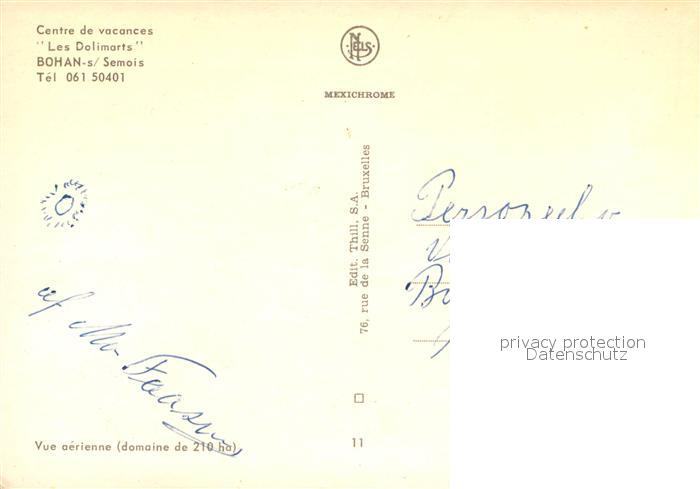 Centre de vacances
"Les Dolimarts"
BOHAN-s/ Semois
Tél 061 50401
NELS
MEXICHROME
Edit. Thill, S.A.
76, rue de la Senne - Bruxelles
Personeel v
privacy protection
Datenschutz
Vue aérienne (domaine de 210 ha)
11